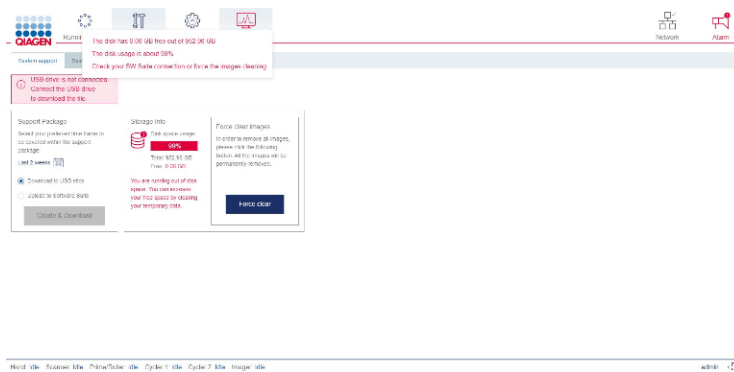 QIAGEN
Network
Alarm
The disk has 0.06 GB free out of 952.95 GB
The disk usage is about 99%
Check your SW Suite connection or force the images cleaning
System support
USB drive is not connected.
Connect the USB drive
to download the file.
Support Package
Select your preferred time frame to
be covered within the support
package:
Last 2 weeks
Download to USB stick
Upload to Software Suite
Create & Download
Storage Info
Disk space usage
99%
Total: 952.95 GB
Free: 0.06 GB
You are running out of disk
space. You can increase
your free space by clearing
your temporary data.
Force clear images
In order to remove all images,
please click the following
button. All the images will be
permanently removed.
Force clear
Hand: Idle Scanner: Idle Prime/Roller: Idle Cycler 1: Idle Cycler 2: Idle Imager: Idle
admin